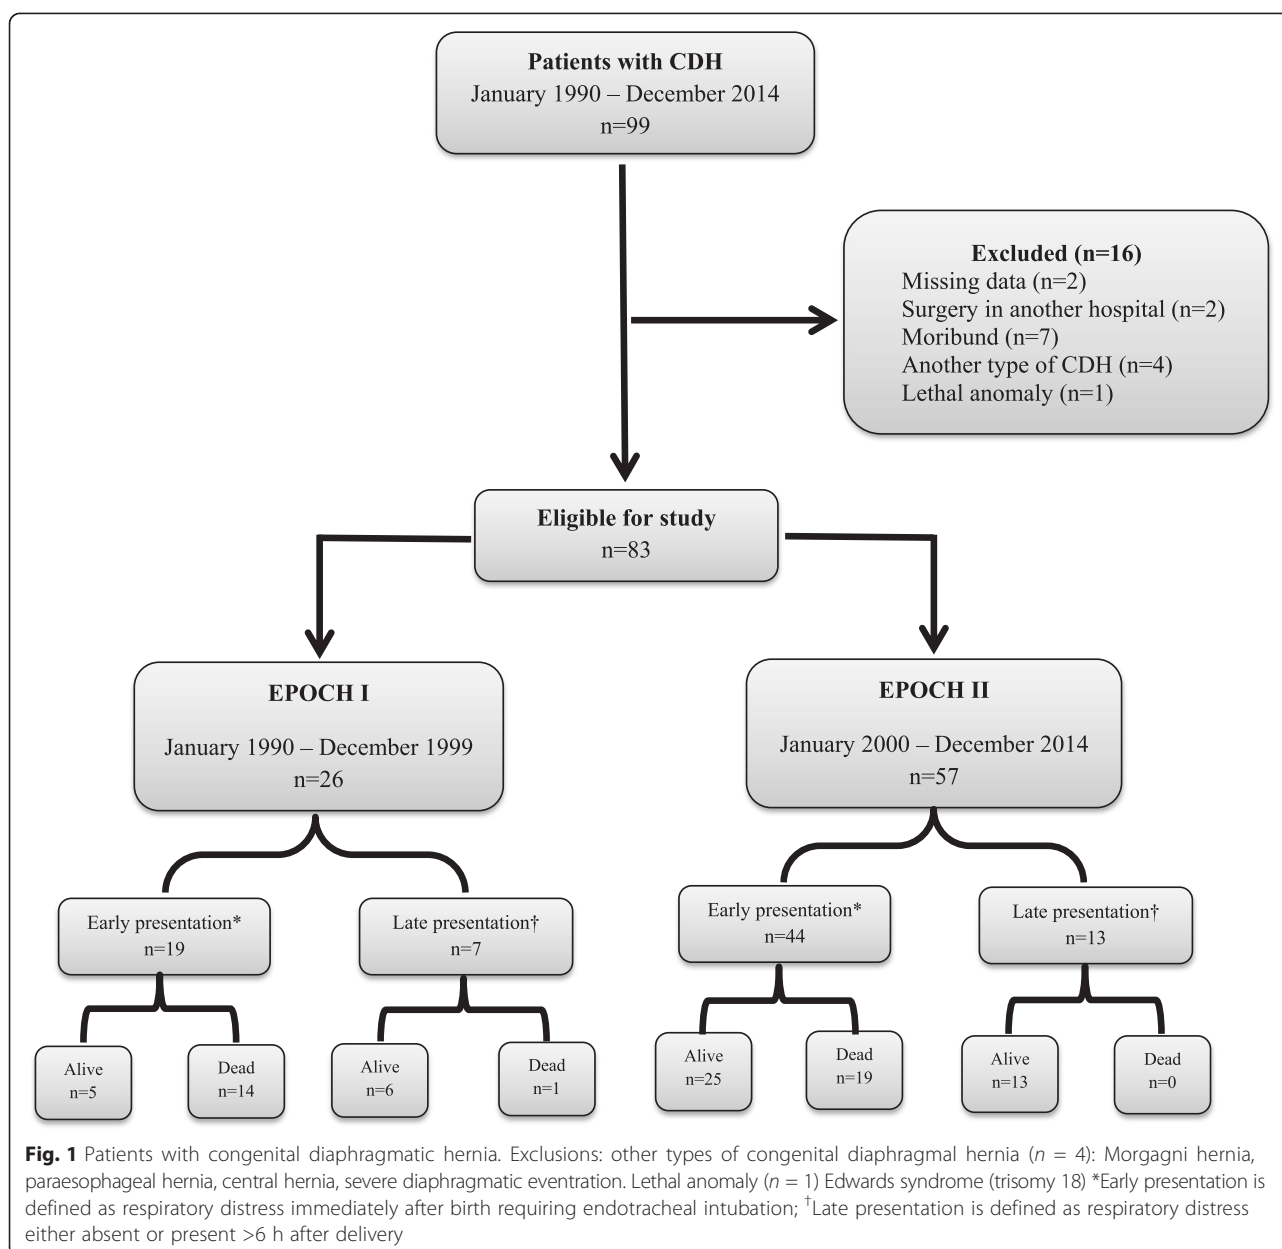 Patients with CDH
January 1990 – December 2014
n=99
Excluded (n=16)
Missing data (n=2)
Surgery in another hospital (n=2)
Moribund (n=7)
Another type of CDH (n=4)
Lethal anomaly (n=1)
Eligible for study
n=83
EPOCH I
January 1990 – December 1999
n=26
EPOCH II
January 2000 – December 2014
n=57
Early presentation*
n=19
Late presentation†
n=7
Early presentation*
n=44
Late presentation†
n=13
Alive
n=5
Dead
n=14
Alive
n=6
Dead
n=1
Alive
n=25
Dead
n=19
Alive
n=13
Dead
n=0
Fig. 1 Patients with congenital diaphragmatic hernia. Exclusions: other types of congenital diaphragmal hernia (n = 4): Morgagni hernia,
paraesophageal hernia, central hernia, severe diaphragmatic eventration. Lethal anomaly (n = 1) Edwards syndrome (trisomy 18) *Early presentation is
defined as respiratory distress immediately after birth requiring endotracheal intubation; †Late presentation is defined as respiratory distress
either absent or present >6 h after delivery